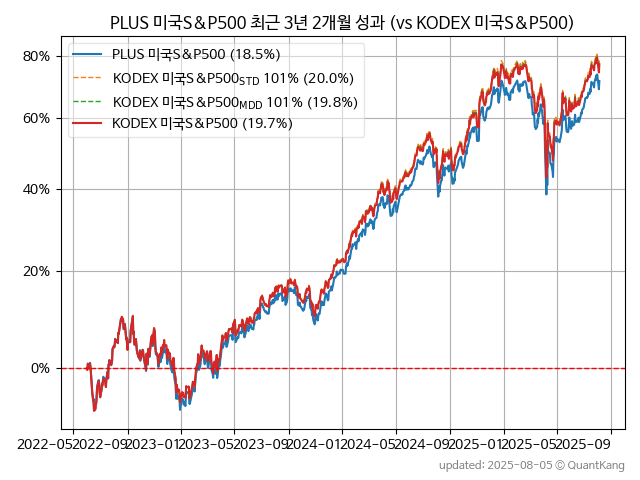 PLUS 미국S&P500 최근 3년 2개월 성과 (vs KODEX 미국S&P500)
PLUS 미국S&P500 (18.5%)
KODEX 미국S&P500STD 101% (20.0%)
KODEX 미국S&P500MDD 101% (19.8%)
KODEX 미국S&P500 (19.7%)
80%
60%
40%
20%
0%
2022-05 2022-09 2023-01 2023-05 2023-09 2024-01 2024-05 2024-09 2025-01 2025-05 2025-09
updated: 2025-08-05 © QuantKang